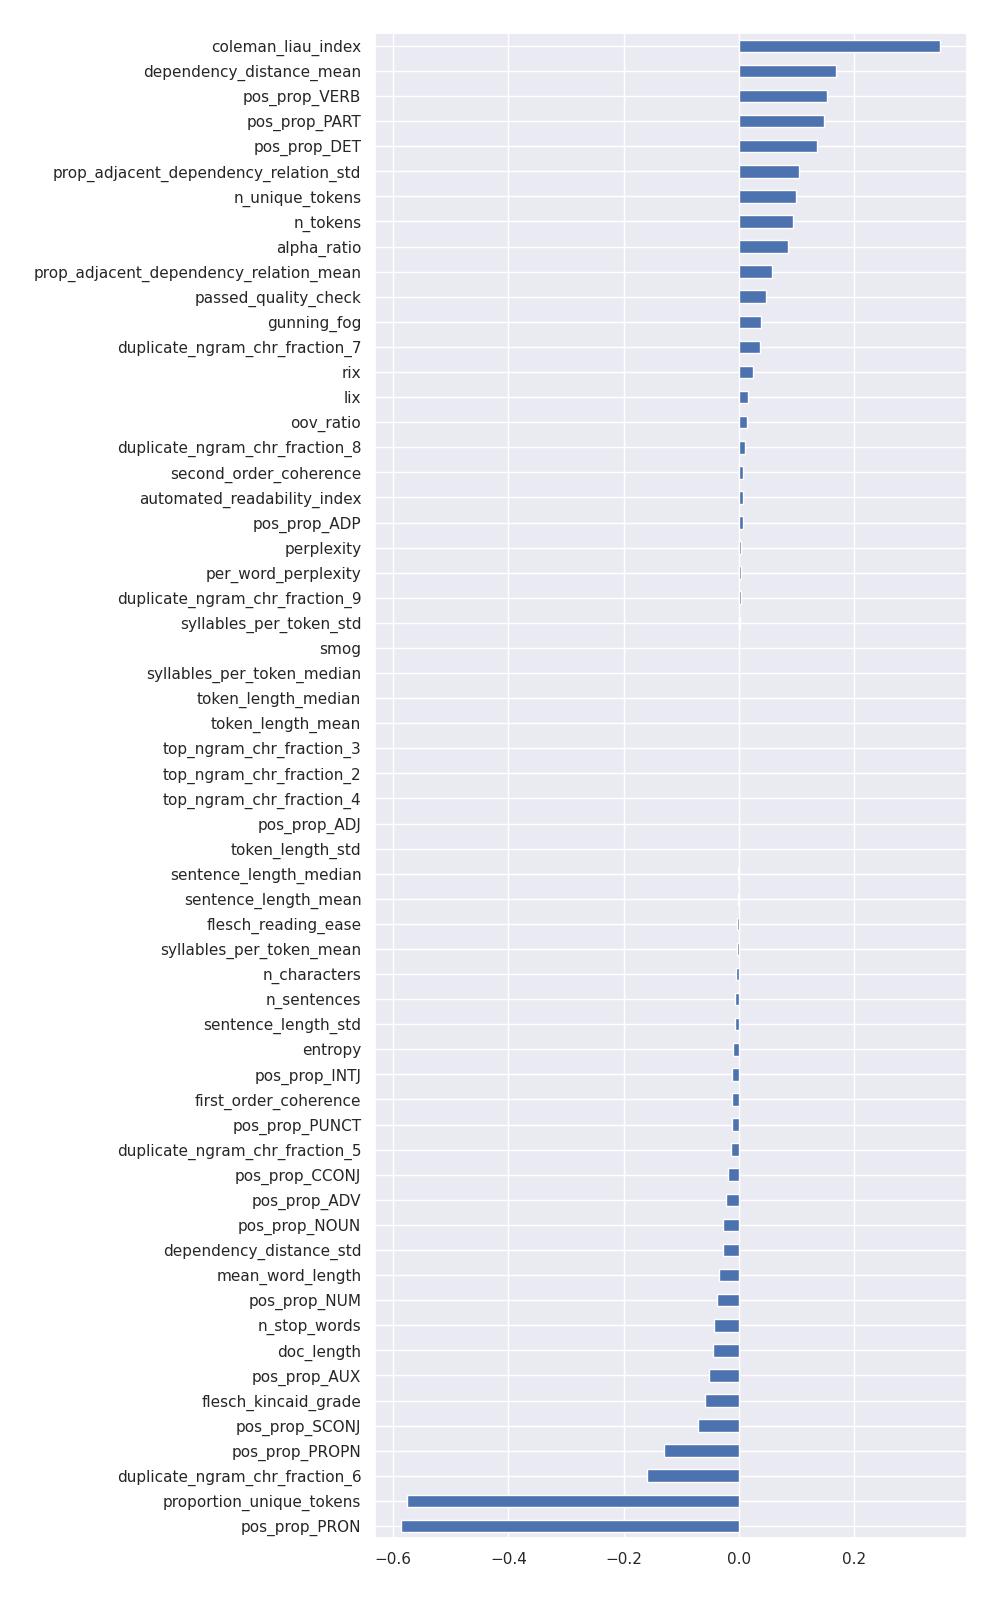 coleman_liau_index
dependency_distance_mean
pos_prop_VERB
pos_prop_PART
pos_prop_DET
prop_adjacent_dependency_relation_std
n_unique_tokens
n_tokens
alpha_ratio
prop_adjacent_dependency_relation_mean
passed_quality_check
gunning_fog
duplicate_ngram_chr_fraction_7
rix
lix
oov_ratio
duplicate_ngram_chr_fraction_8
second_order_coherence
automated_readability_index
pos_prop_ADP
perplexity
per_word_perplexity
duplicate_ngram_chr_fraction_9
syllables_per_token_std
smog
syllables_per_token_median
token_length_median
token_length_mean
top_ngram_chr_fraction_3
top_ngram_chr_fraction_2
top_ngram_chr_fraction_4
pos_prop_ADJ
token_length_std
sentence_length_median
sentence_length_mean
flesch_reading_ease
syllables_per_token_mean
n_characters
n_sentences
sentence_length_std
entropy
pos_prop_INTJ
first_order_coherence
pos_prop_PUNCT
duplicate_ngram_chr_fraction_5
pos_prop_CCONJ
pos_prop_ADV
pos_prop_NOUN
dependency_distance_std
mean_word_length
pos_prop_NUM
n_stop_words
doc_length
pos_prop_AUX
flesch_kincaid_grade
pos_prop_SCONJ
pos_prop_PROPN
duplicate_ngram_chr_fraction_6
proportion_unique_tokens
pos_prop_PRON
−0.6 −0.4 −0.2 0.0 0.2